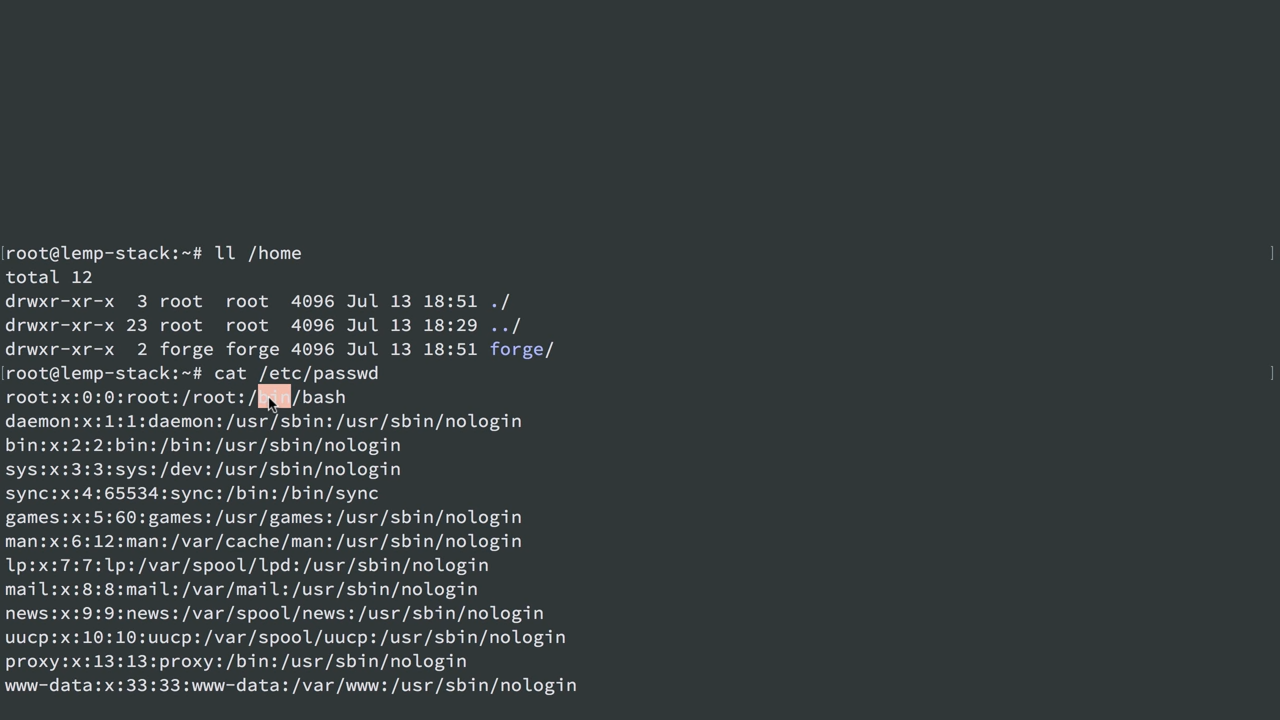 [root@lemp-stack:~# ll /home ]
total 12
drwxr-xr-x  3 root  root  4096 Jul 13 18:51 ./
drwxr-xr-x 23 root  root  4096 Jul 13 18:29 ../
drwxr-xr-x  2 forge forge 4096 Jul 13 18:51 forge/
[root@lemp-stack:~# cat /etc/passwd ]
root:x:0:0:root:/root:/bin/bash
daemon:x:1:1:daemon:/usr/sbin:/usr/sbin/nologin
bin:x:2:2:bin:/bin:/usr/sbin/nologin
sys:x:3:3:sys:/dev:/usr/sbin/nologin
sync:x:4:65534:sync:/bin:/bin/sync
games:x:5:60:games:/usr/games:/usr/sbin/nologin
man:x:6:12:man:/var/cache/man:/usr/sbin/nologin
lp:x:7:7:lp:/var/spool/lpd:/usr/sbin/nologin
mail:x:8:8:mail:/var/mail:/usr/sbin/nologin
news:x:9:9:news:/var/spool/news:/usr/sbin/nologin
uucp:x:10:10:uucp:/var/spool/uucp:/usr/sbin/nologin
proxy:x:13:13:proxy:/bin:/usr/sbin/nologin
www-data:x:33:33:www-data:/var/www:/usr/sbin/nologin